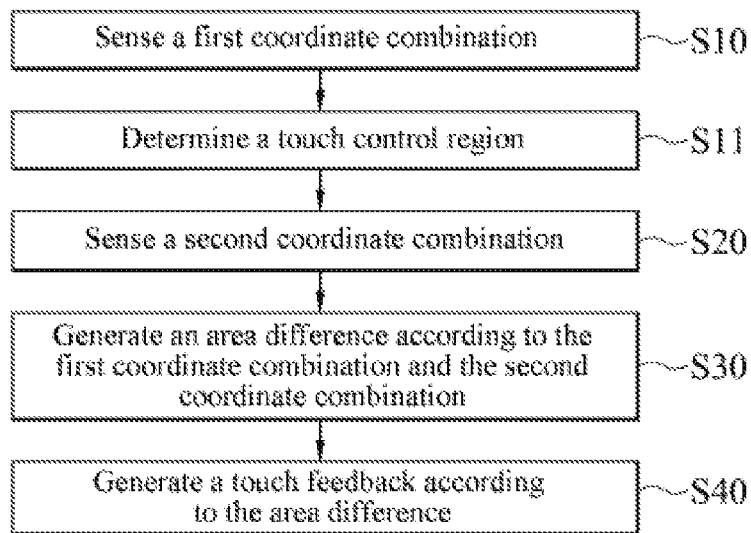 Sense a first coordinate combination
S10
Determine a touch control region
S11
Sense a second coordinate combination
S20
Generate an area difference according to the
first coordinate combination and the second
coordinate combination
S30
Generate a touch feedback according
to the area difference
S40